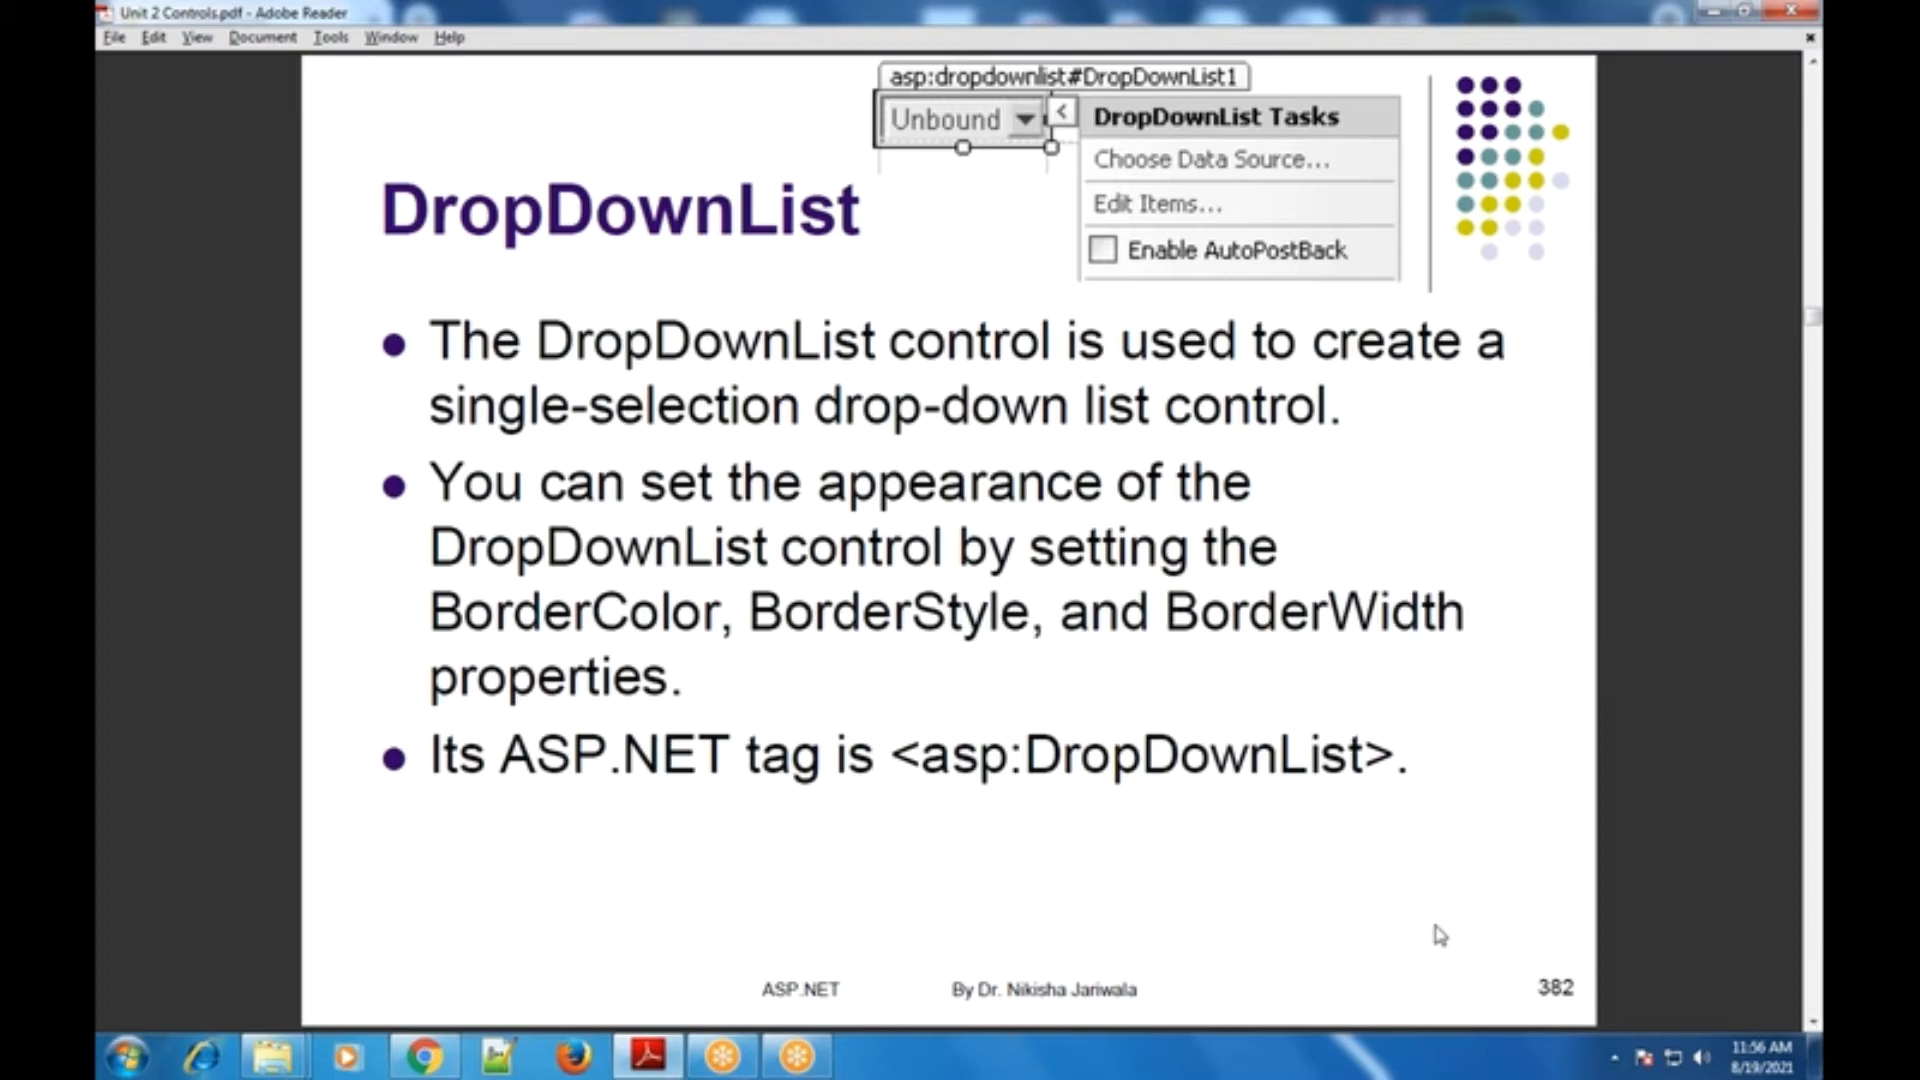 Unit 2 Controls.pdf - Adobe Reader
File Edit View Document Tools Window Help
asp:dropdownlist#DropDownList1
Unbound
DropDownList Tasks
Choose Data Source...
Edit Items...
Enable AutoPostBack
DropDownList
The DropDownList control is used to create a
single-selection drop-down list control.
You can set the appearance of the
DropDownList control by setting the
BorderColor, BorderStyle, and BorderWidth
properties.
Its ASP.NET tag is <asp:DropDownList>.
ASP.NET By Dr. Nikisha Jariwala 382
11:56 AM
8/19/2021